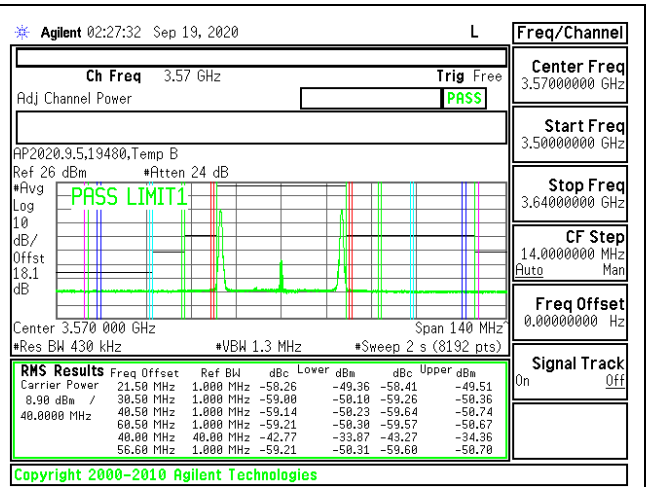 Agilent 02:27:32 Sep 19, 2020 L
Freq/Channel
Ch Freq 3.57 GHz Trig Free
Adj Channel Power PASS
AP2020.9.5,19480,Temp B
Ref 26 dBm #Atten 24 dB
#Avg
Log
10
dB/
Offst
18.1
dB
PASS LIMIT1
Center 3.570 000 GHz Span 140 MHz^
#Res BW 430 kHz #VBW 1.3 MHz #Sweep 2 s (8192 pts)
RMS Results Freq Offset Ref BW dBc Lower dBm dBc Upper dBm
Carrier Power 21.50 MHz 1.000 MHz -58.26 -49.36 -58.41 -49.51
8.90 dBm / 30.50 MHz 1.000 MHz -59.00 -50.10 -59.26 -50.36
40.0000 MHz 40.50 MHz 1.000 MHz -59.14 -50.23 -59.64 -50.74
60.50 MHz 1.000 MHz -59.21 -50.30 -59.57 -50.67
40.00 MHz 40.00 MHz -42.77 -33.87 -43.27 -34.36
56.60 MHz 1.000 MHz -59.21 -50.31 -59.60 -50.70
Copyright 2000-2010 Agilent Technologies
Center Freq
3.57000000 GHz
Start Freq
3.50000000 GHz
Stop Freq
3.64000000 GHz
CF Step
14.0000000 MHz
Auto Man
Freq Offset
0.00000000 Hz
Signal Track
On Off